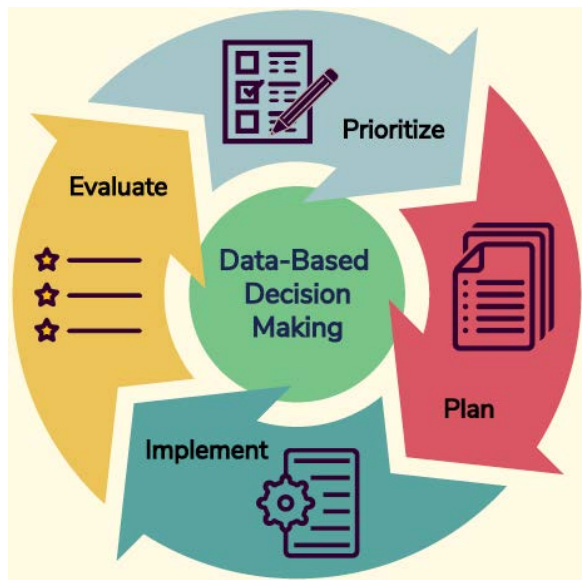 Prioritize
Evaluate
Data-Based
Decision
Making
Plan
Implement